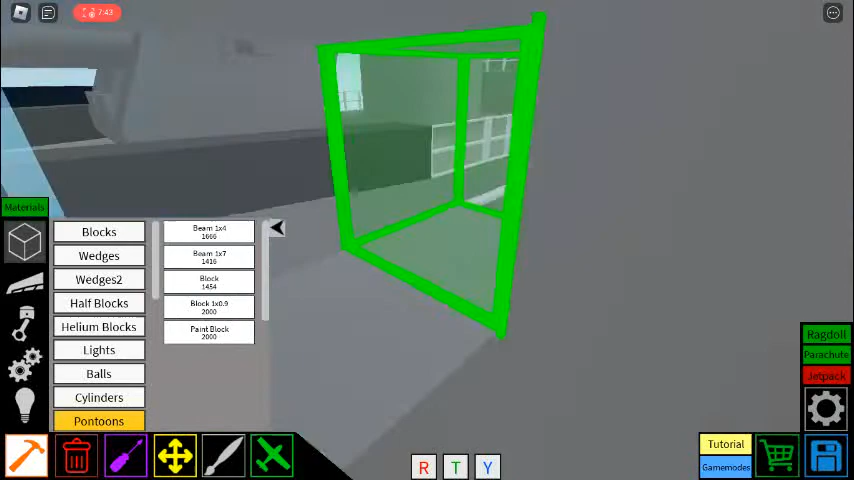 7:43
Materials
Blocks
Wedges
Wedges2
Half Blocks
Helium Blocks
Lights
Balls
Cylinders
Pontoons
Beam 1x4
1666
Beam 1x7
1416
Block
1454
Block 1x0.9
2000
Paint Block
2000
Ragdoll
Parachute
Jetpack
R T Y
Tutorial
Gamemodes